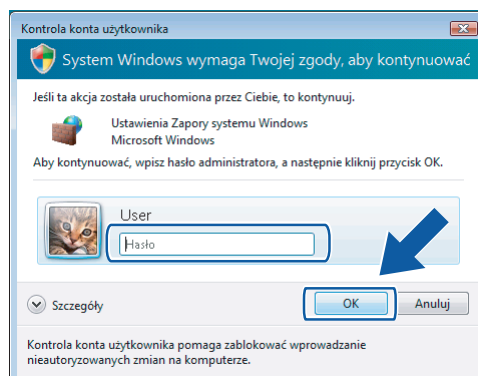 Kontrola konta użytkownika
System Windows wymaga Twojej zgody, aby kontynuować
Jeśli ta akcja została uruchomiona przez Ciebie, to kontynuuj.
Ustawienia Zapory systemu Windows
Microsoft Windows
Aby kontynuować, wpisz hasło administratora, a następnie kliknij przycisk OK.
User
Hasło
Szczegóły
OK
Anuluj
Kontrola konta użytkownika pomaga zablokować wprowadzanie
nieautoryzowanych zmian na komputerze.